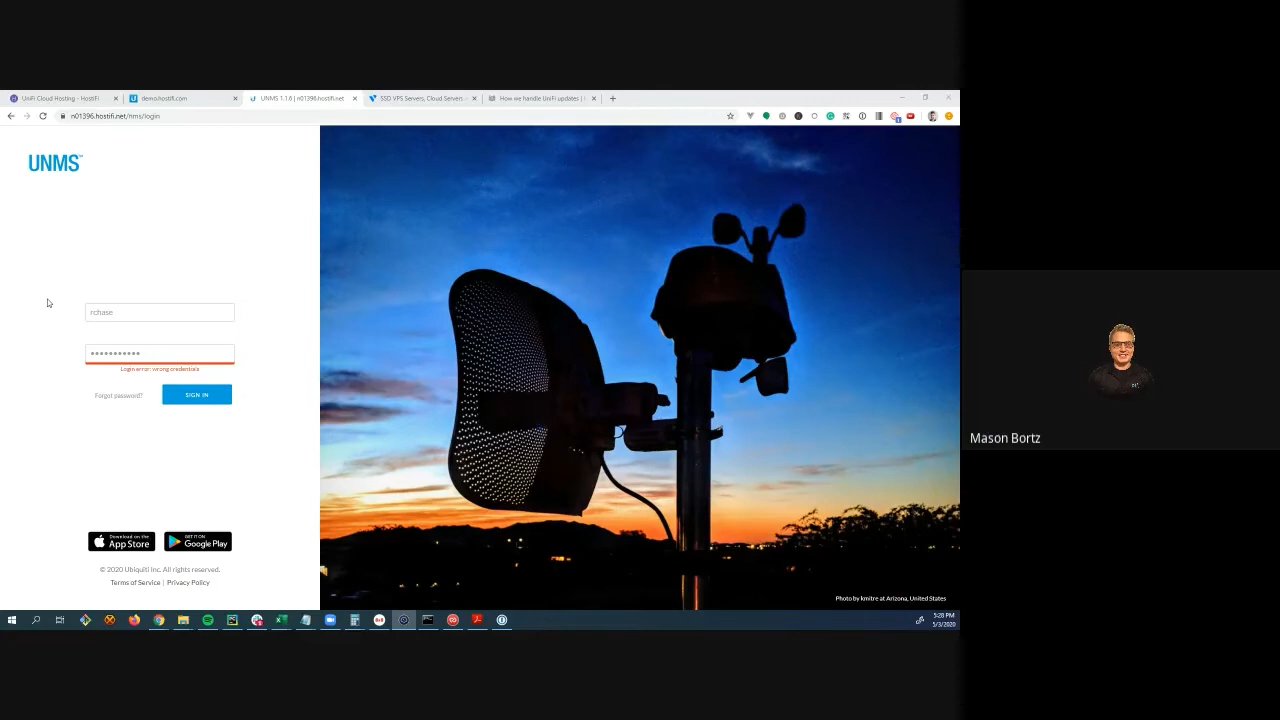 UniFi Cloud Hosting - HostiFi
demo.hostifi.com
UNMS 1.1.6 | n01396.hostifi.net
SSD VPS Servers, Cloud Servers
How we handle UniFi updates |
n01396.hostifi.net/nms/login
UNMS
rchase
Login error: wrong credentials
Forgot password?
SIGN IN
Download on the
App Store
GET IT ON
Google Play
© 2020 Ubiquiti Inc. All rights reserved.
Terms of Service | Privacy Policy
Photo by kmitre at Arizona, United States
5:28 PM
5/3/2020
Mason Bortz